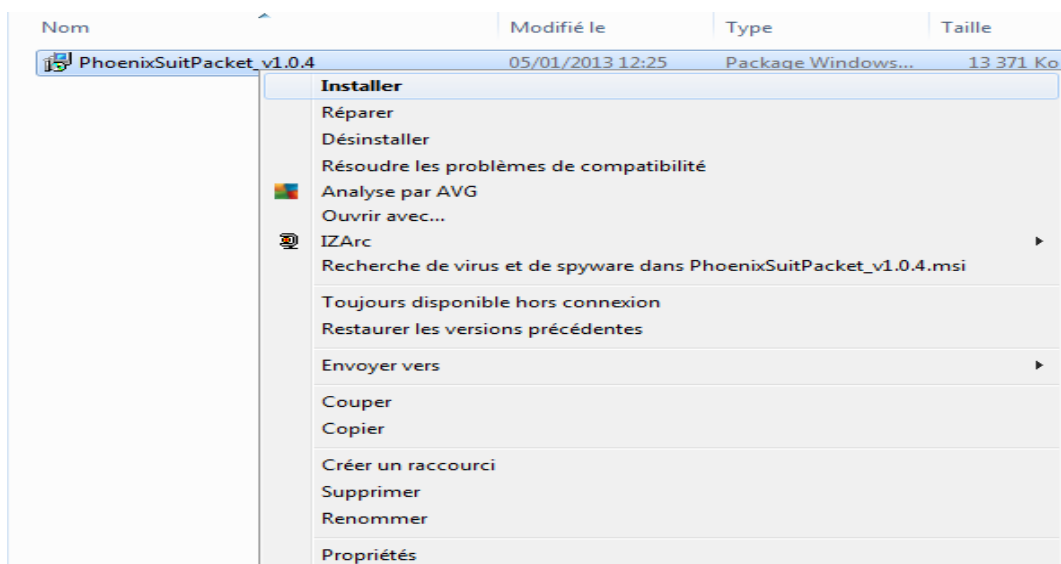 Nom Modifié le Type Taille
PhoenixSuitPacket_v1.0.4 05/01/2013 12:25 Package Windows... 13 371 Ko
Installer
Réparer
Désinstaller
Résoudre les problèmes de compatibilité
Analyse par AVG
Ouvrir avec...
IZArc
Recherche de virus et de spyware dans PhoenixSuitPacket_v1.0.4.msi
Toujours disponible hors connexion
Restaurer les versions précédentes
Envoyer vers
Couper
Copier
Créer un raccourci
Supprimer
Renommer
Propriétés